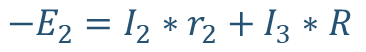 −E₂ = I₂ * r₂ + I₃ * R